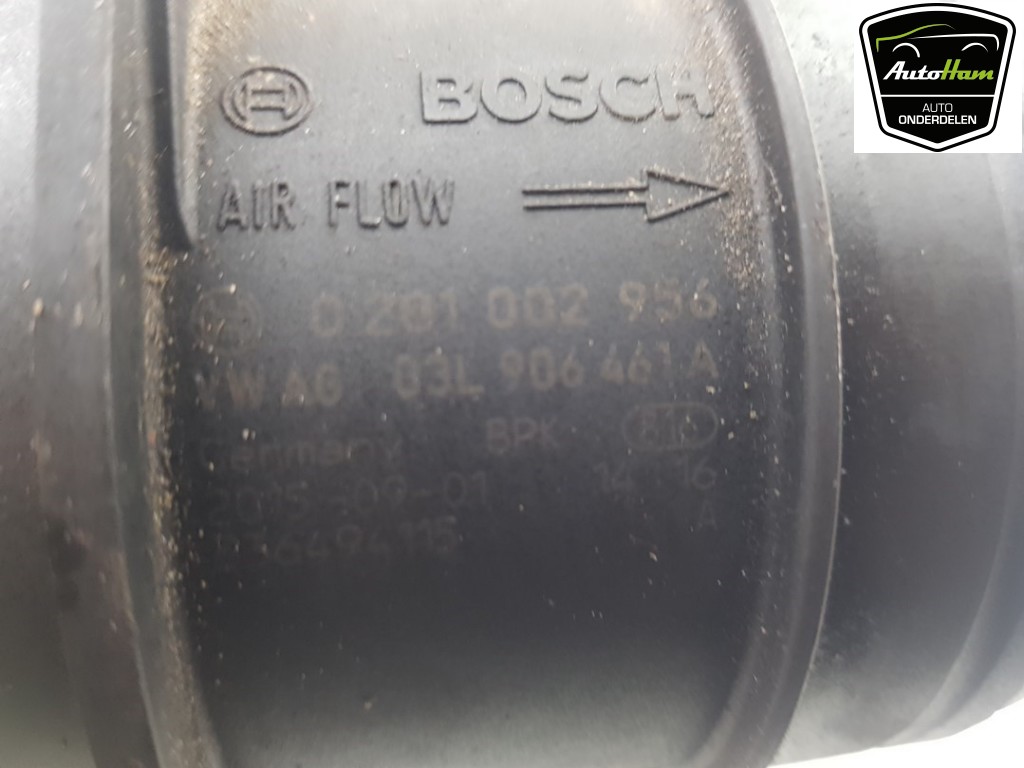 BOSCH
AIR FLOW
0 281 002 956
VW AG 03L 906 461 A
Germany BPK
2015-09-01 14 16
A
AutoHam
AUTO
ONDERDELEN